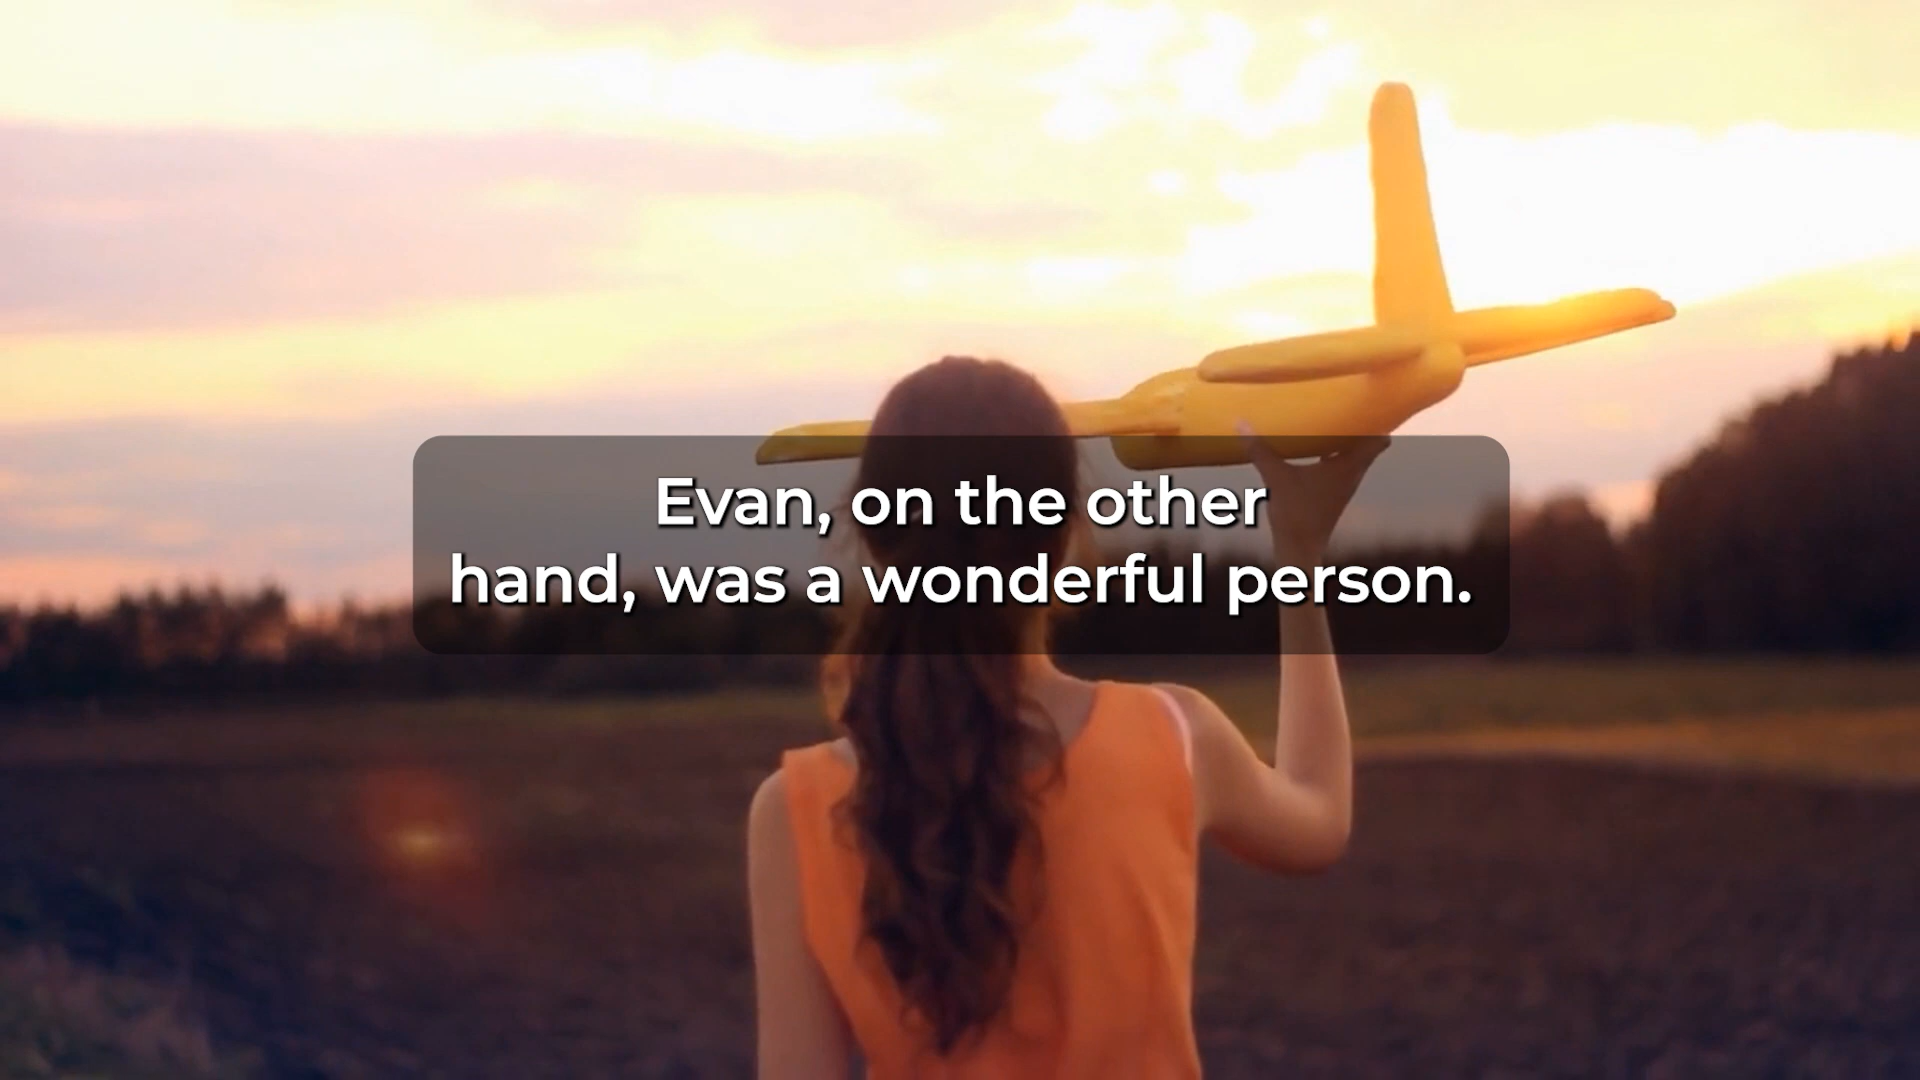 Evan, on the other
hand, was a wonderful person.